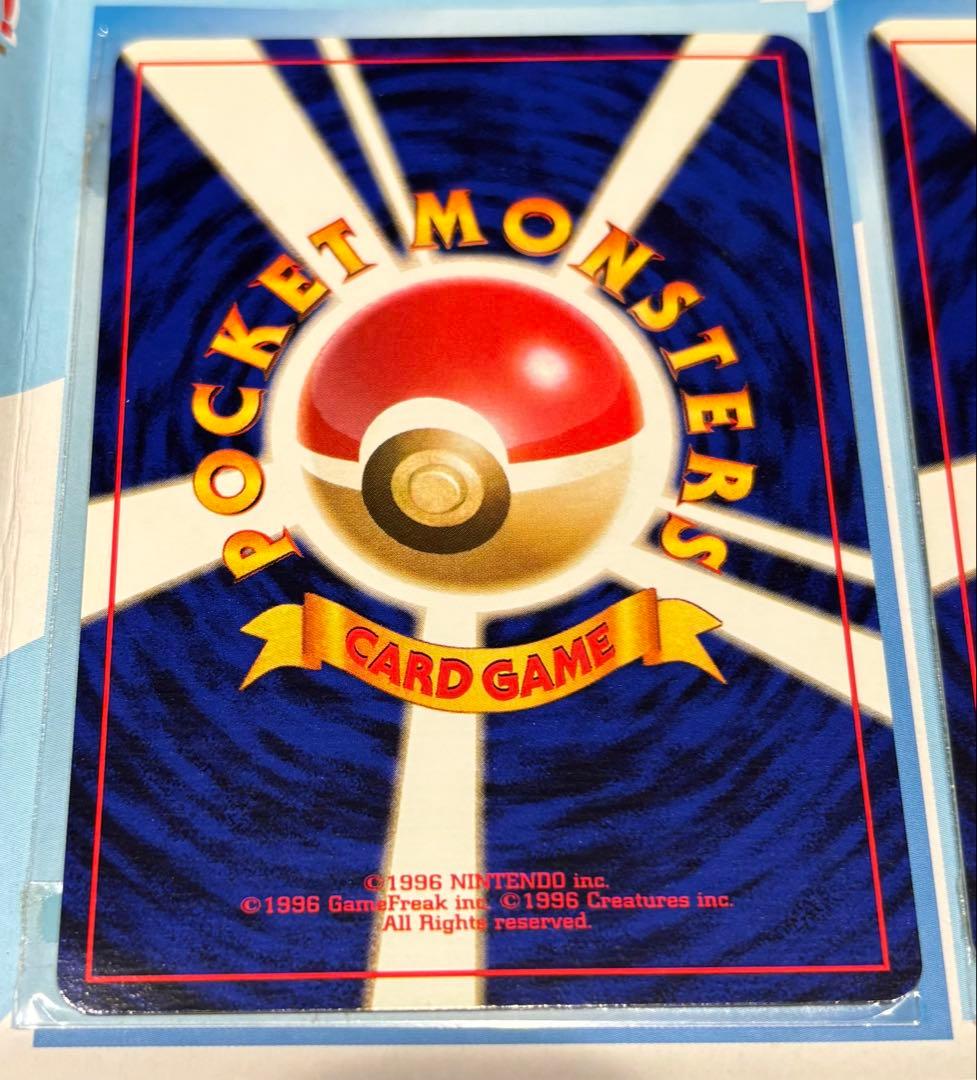 POCKET MONSTERS
CARD GAME
©1996 NINTENDO inc.
©1996 GameFreak inc. ©1996 Creatures inc.
All Rights reserved.